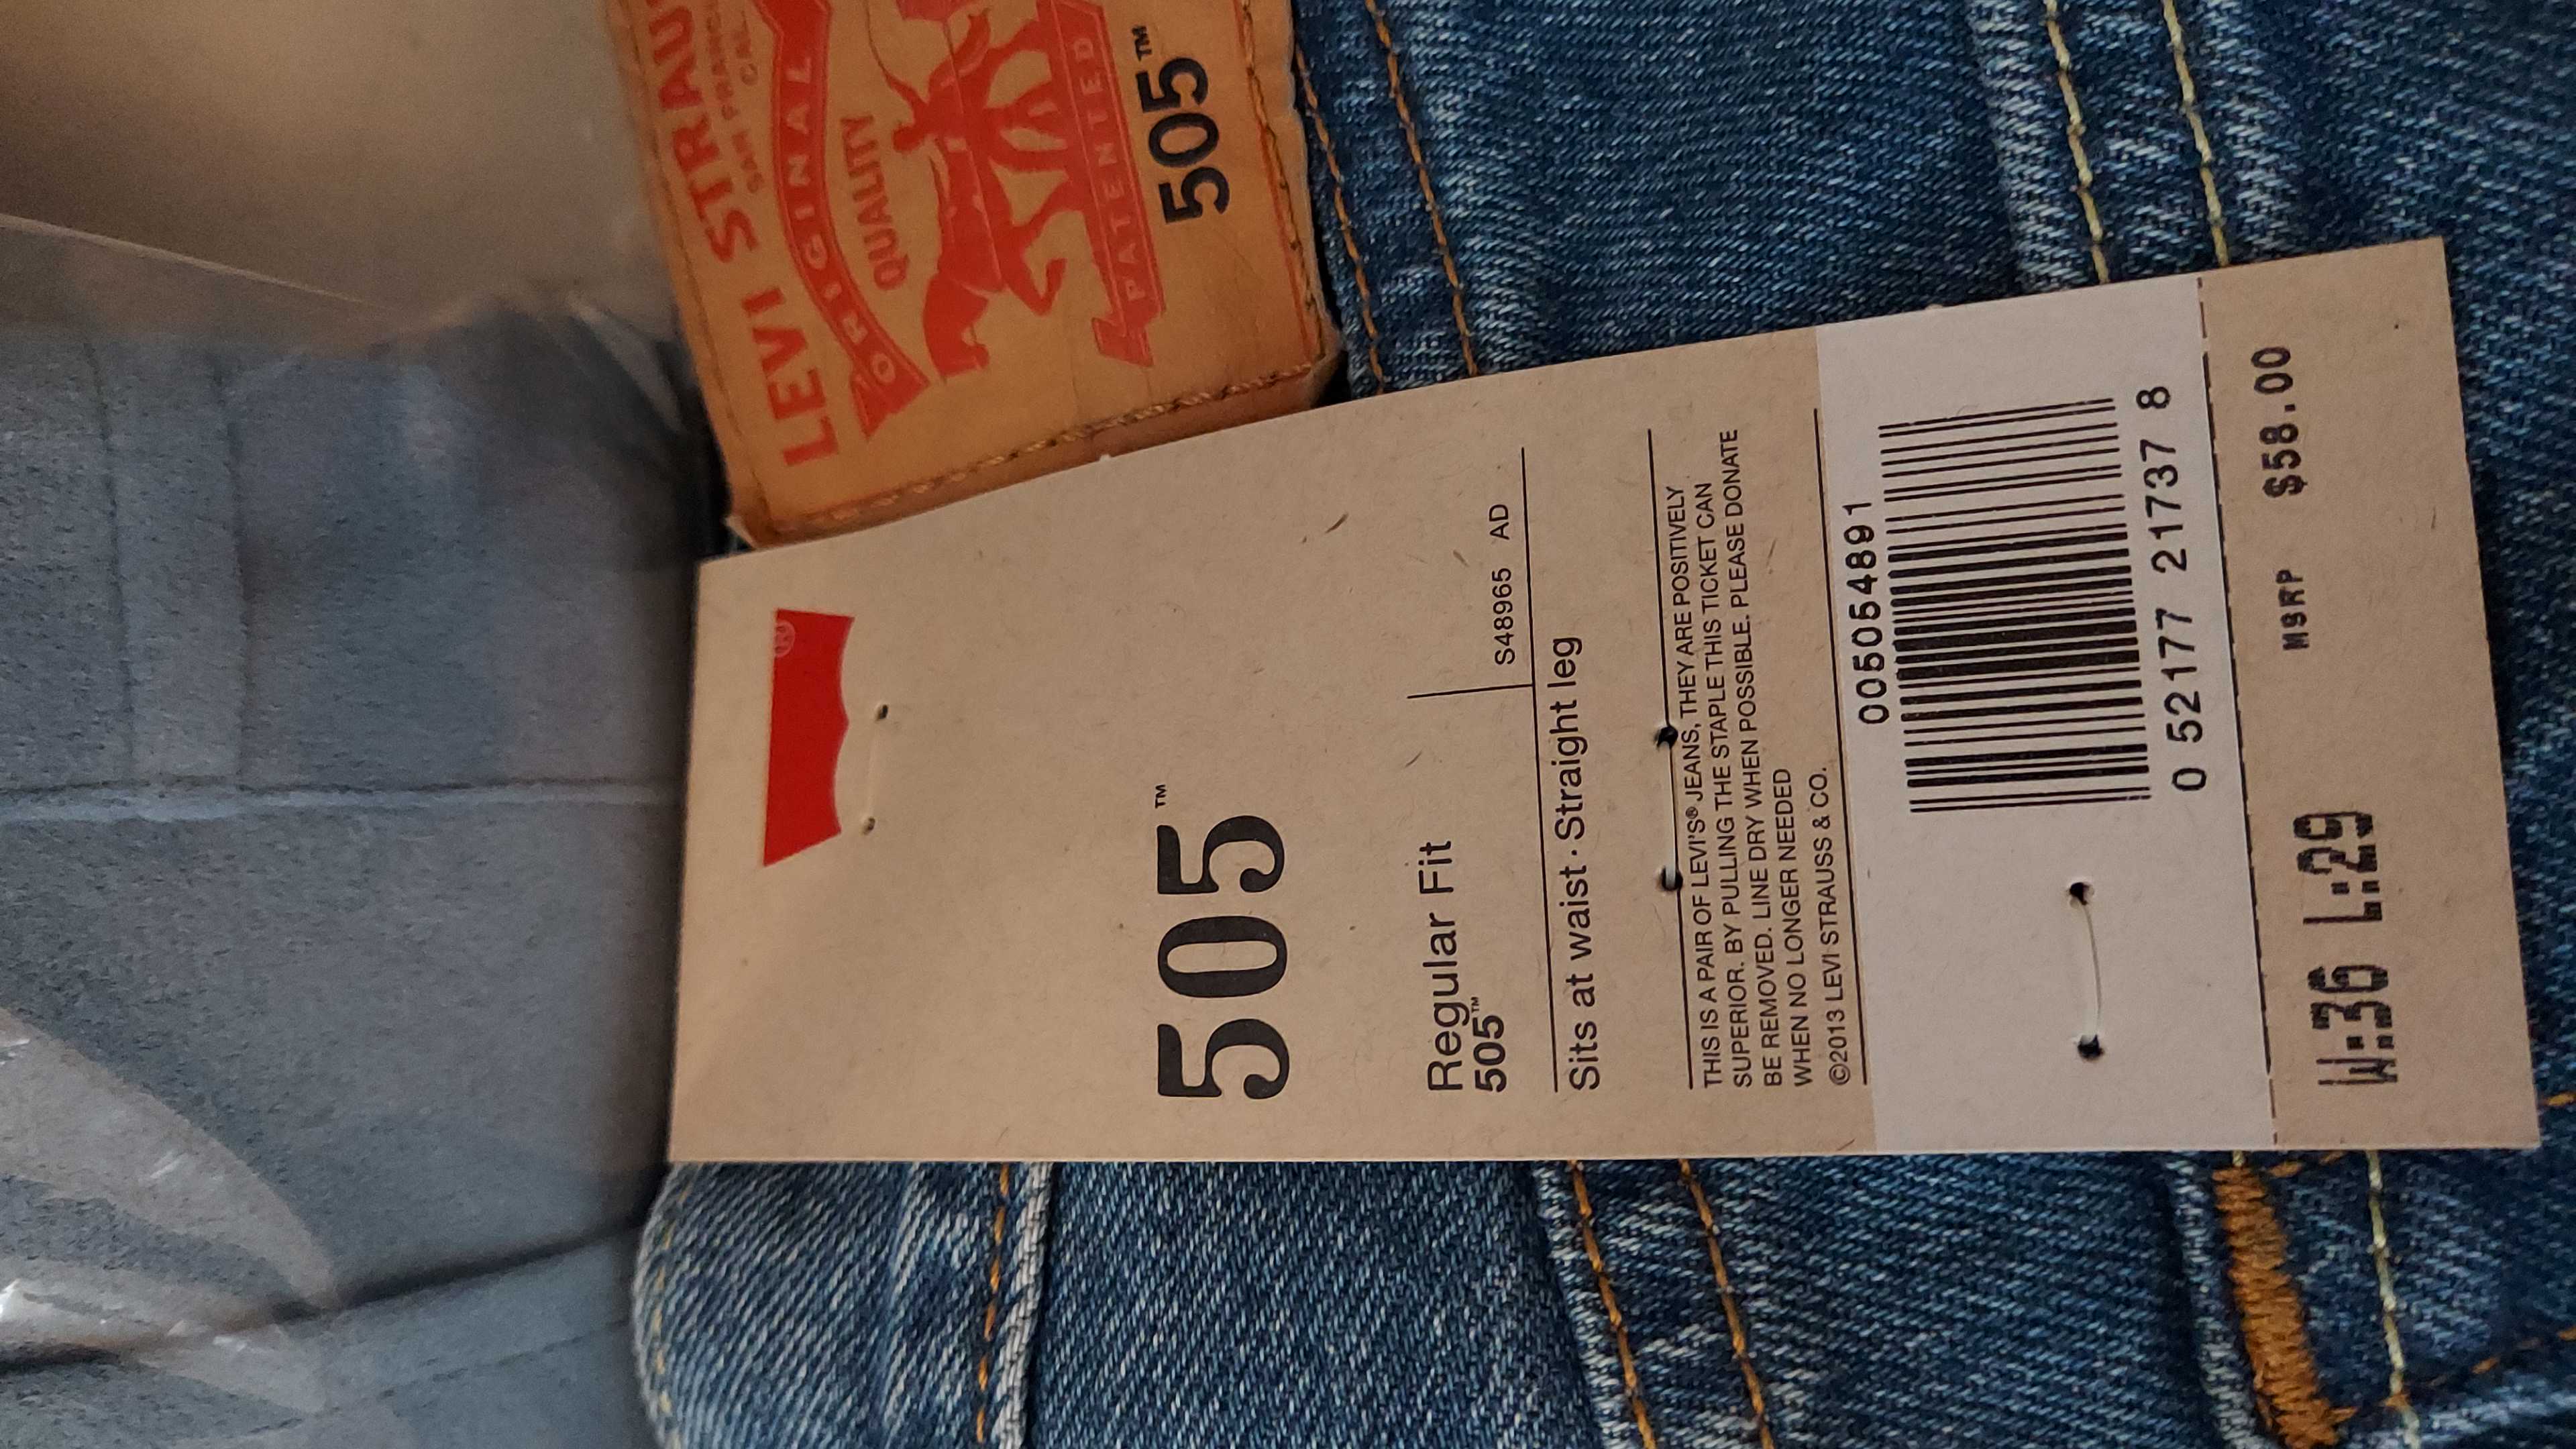 LEVI STRAU
SAN FRAN
CAL
ORIGINAL
QUALITY
PATENTED
505™
®
505™
Regular Fit
505™
S48965 AD
Sits at waist · Straight leg
THIS IS A PAIR OF LEVI'S® JEANS, THEY ARE POSITIVELY
SUPERIOR. BY PULLING THE STAPLE THIS TICKET CAN
BE REMOVED. LINE DRY WHEN POSSIBLE. PLEASE DONATE
WHEN NO LONGER NEEDED
©2013 LEVI STRAUSS & CO.
005054891
0 52177 21737 8
MSRP $58.00
W:36 L:29